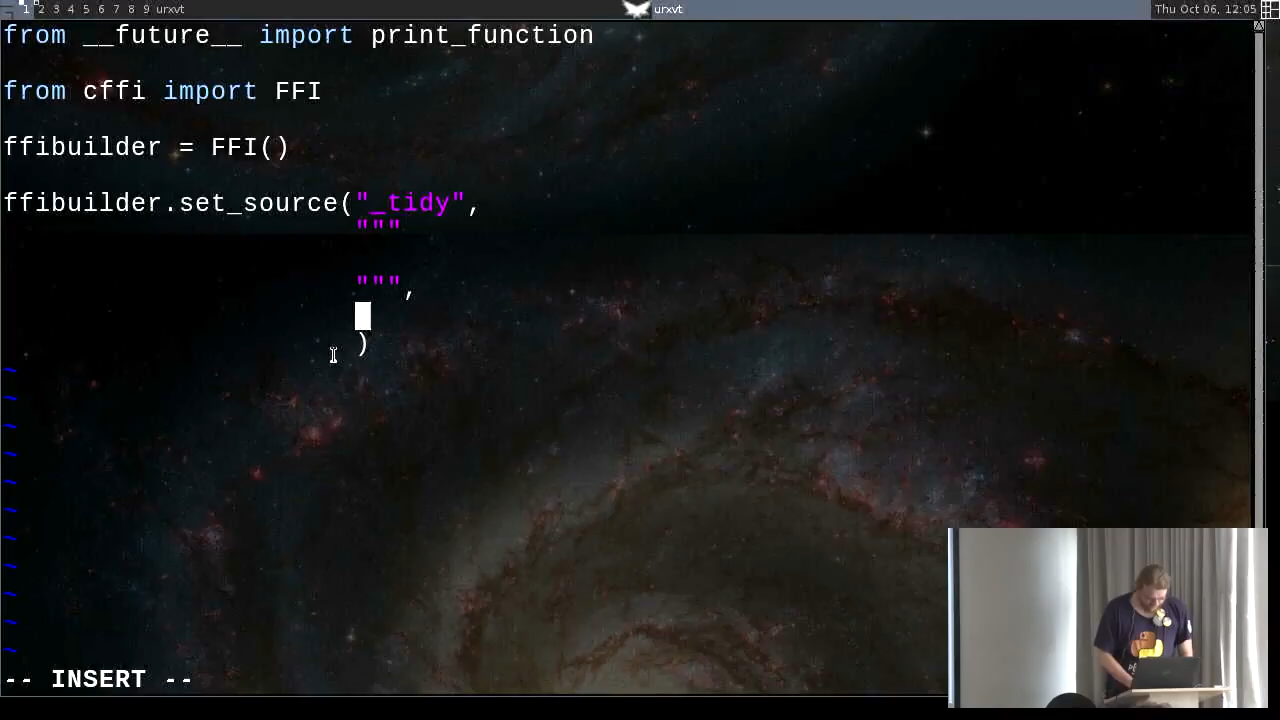 1 2 3 4 5 6 7 8 9 urxvt
urxvt
Thu Oct 06, 12:05
from __future__ import print_function
from cffi import FFI
ffibuilder = FFI()
ffibuilder.set_source("_tidy",
"""
""",
)
~
~
~
~
~
~
~
~
~
~
~
-- INSERT --